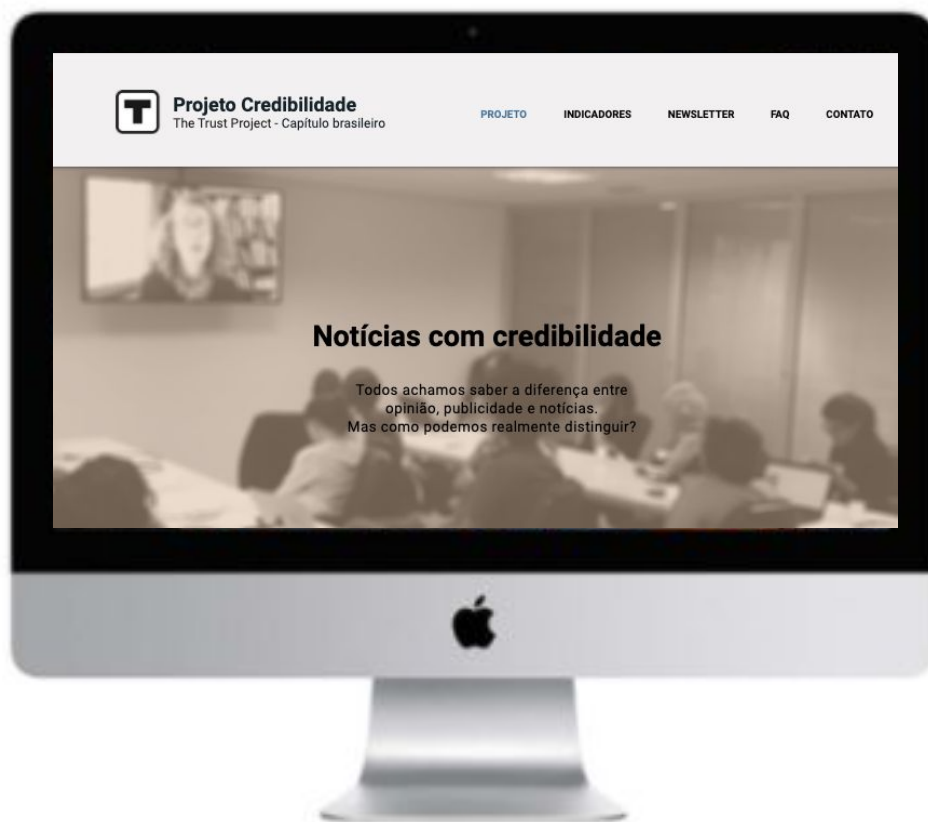 T
Projeto Credibilidade
The Trust Project - Capítulo brasileiro
PROJETO INDICADORES NEWSLETTER FAQ CONTATO
Notícias com credibilidade
Todos achamos saber a diferença entre
opinião, publicidade e notícias.
Mas como podemos realmente distinguir?